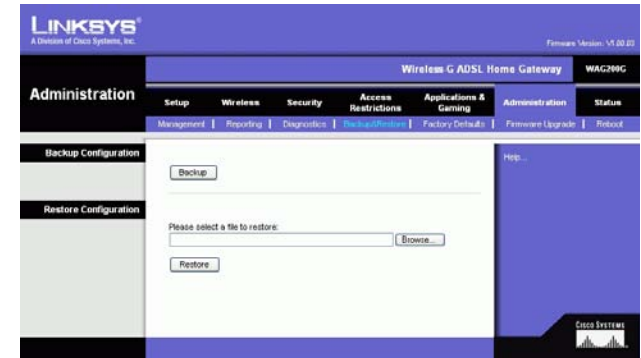 LINKSYS®
A Division of Cisco Systems, Inc.
Firmware Version: V1.00.03
Wireless-G ADSL Home Gateway WAG200G
Administration
Setup Wireless Security Access Restrictions Applications & Gaming Administration Status
Management | Reporting | Diagnostics | Backup&Restore | Factory Defaults | Firmware Upgrade | Reboot
Backup Configuration
Help...
Backup
Restore Configuration
Please select a file to restore:
Browse...
Restore
CISCO SYSTEMS